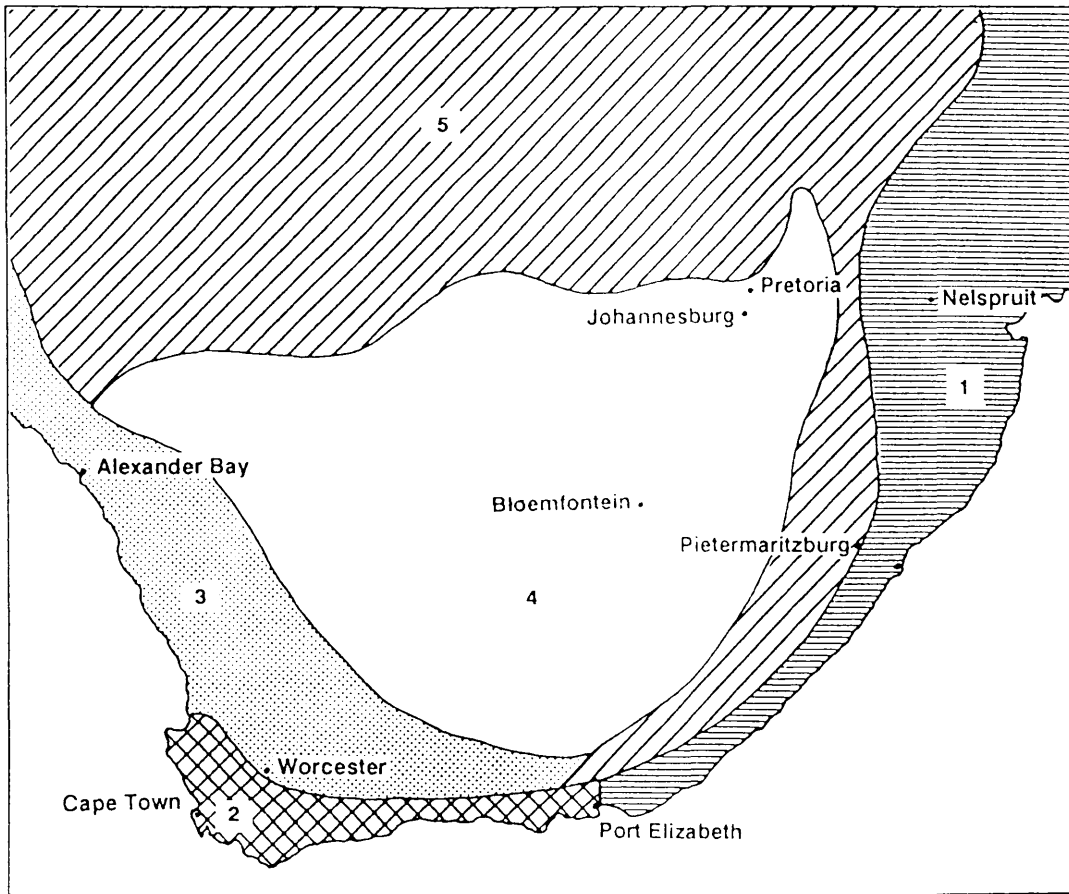 5
Pretoria
Johannesburg
Nelspruit
1
Alexander Bay
Bloemfontein
Pietermaritzburg
3
4
Worcester
Cape Town
2
Port Elizabeth